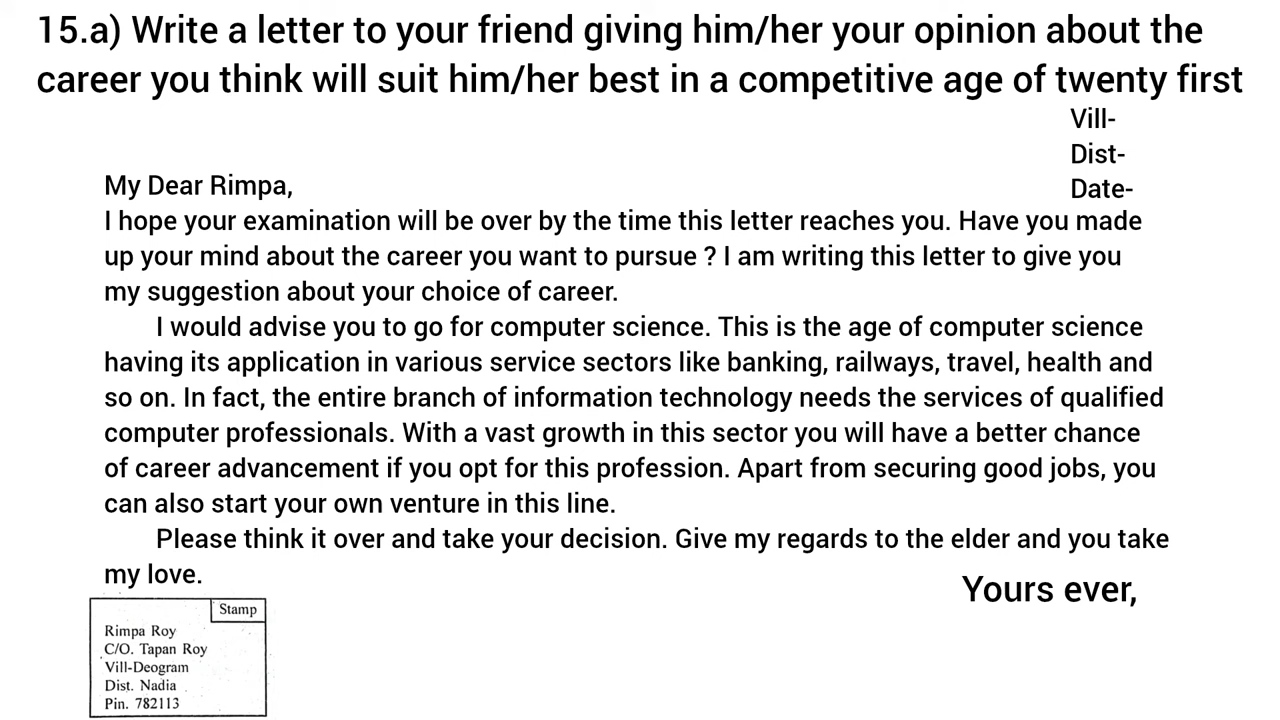 15.a) Write a letter to your friend giving him/her your opinion about the
career you think will suit him/her best in a competitive age of twenty first
Vill-
Dist-
Date-
My Dear Rimpa,
I hope your examination will be over by the time this letter reaches you. Have you made
up your mind about the career you want to pursue ? I am writing this letter to give you
my suggestion about your choice of career.
I would advise you to go for computer science. This is the age of computer science
having its application in various service sectors like banking, railways, travel, health and
so on. In fact, the entire branch of information technology needs the services of qualified
computer professionals. With a vast growth in this sector you will have a better chance
of career advancement if you opt for this profession. Apart from securing good jobs, you
can also start your own venture in this line.
Please think it over and take your decision. Give my regards to the elder and you take
my love.
Yours ever,
Stamp
Rimpa Roy
C/O. Tapan Roy
Vill-Deogram
Dist. Nadia
Pin. 782113